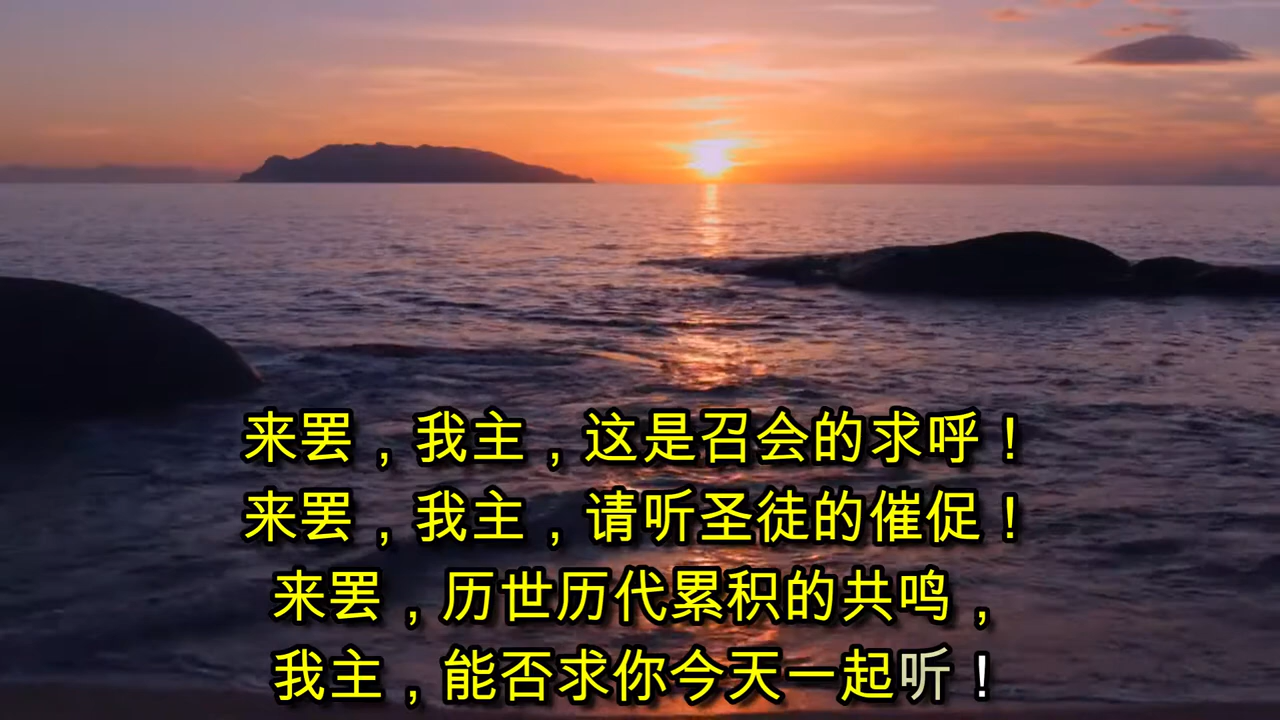 来罢，我主，这是召会的求呼！
来罢，我主，请听圣徒的催促！
来罢，历世历代累积的共鸣，
我主，能否求你今天一起听！